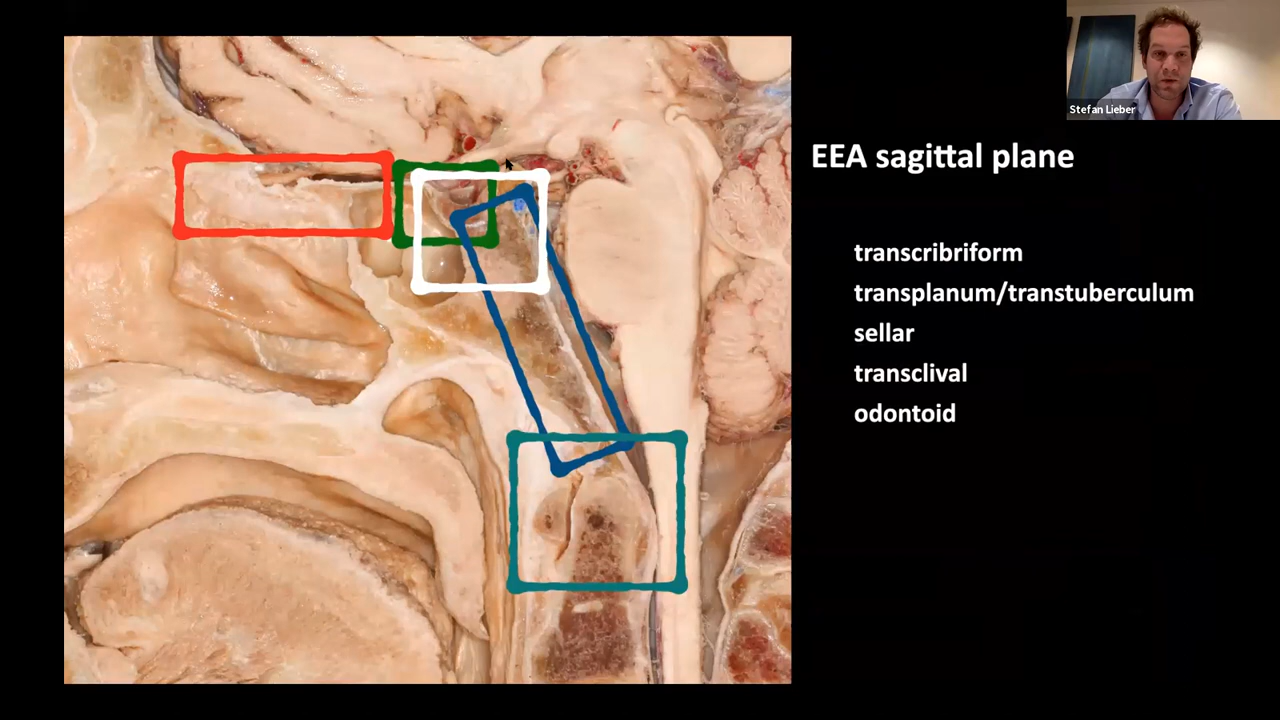 Stefan Lieber
EEA sagittal plane
transcribriform
transplanum/transtuberculum
sellar
transclival
odontoid